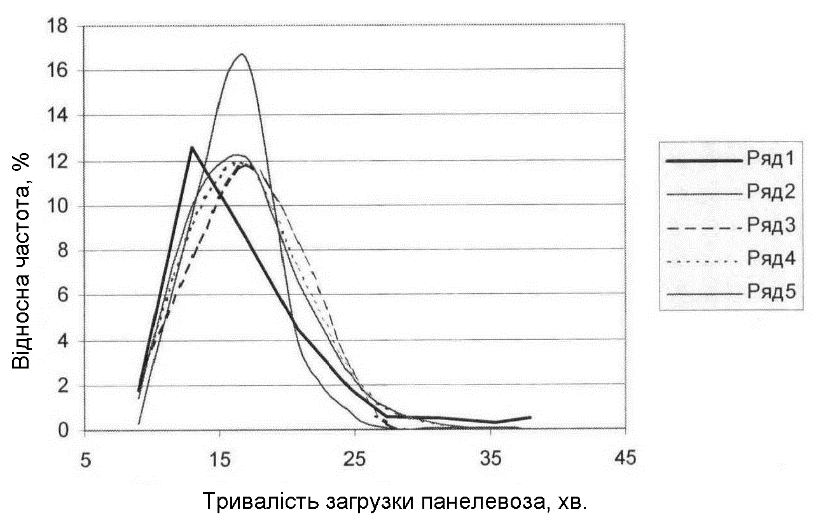 18
16
14
12
10
8
6
4
2
0
Відносна частота, %
5 15 25 35 45
Тривалість загрузки панелевоза, хв.
Ряд1
Ряд2
Ряд3
Ряд4
Ряд5